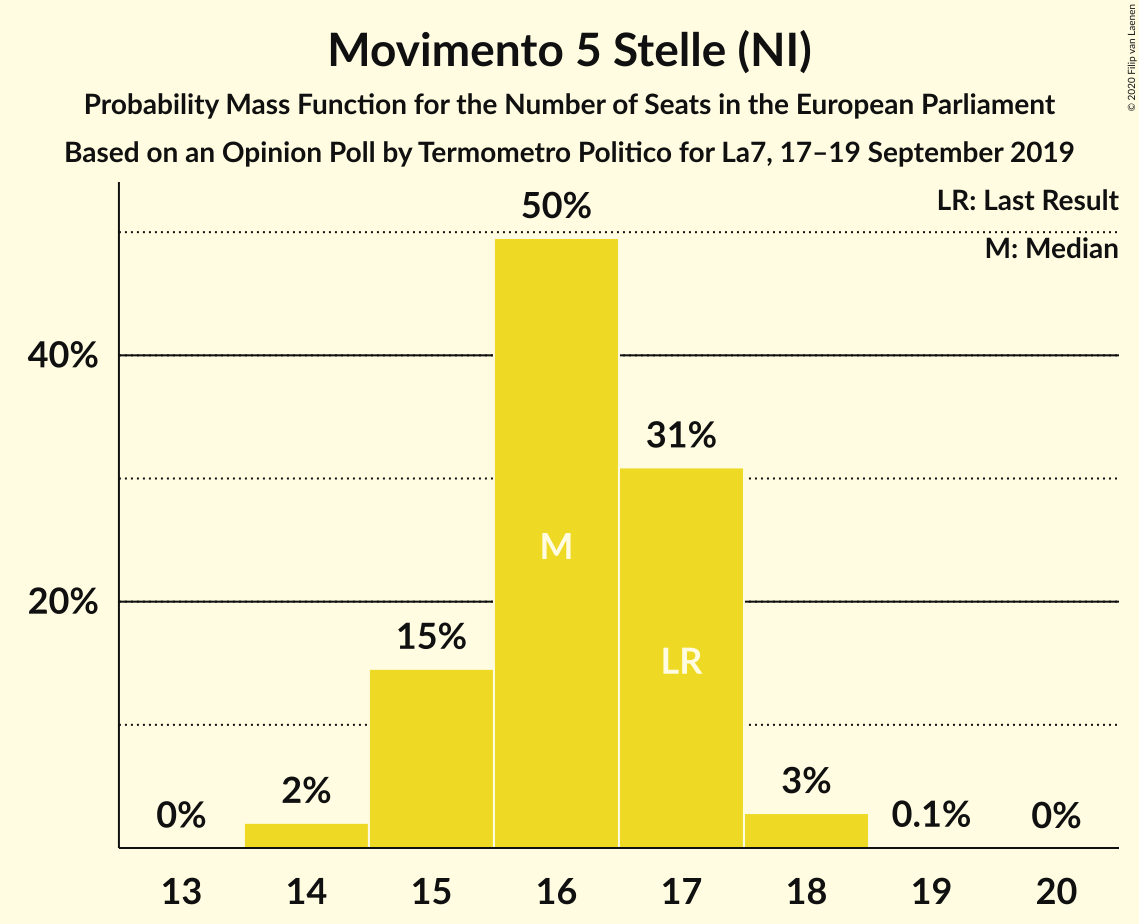 Movimento 5 Stelle (NI)
Probability Mass Function for the Number of Seats in the European Parliament
Based on an Opinion Poll by Termometro Politico for La7, 17–19 September 2019
© 2020 Filip van Laenen
LR: Last Result
M: Median
50%
40%
31%
M
20%
15%
LR
2%
3%
0%
0.1%
0%
13 14 15 16 17 18 19 20